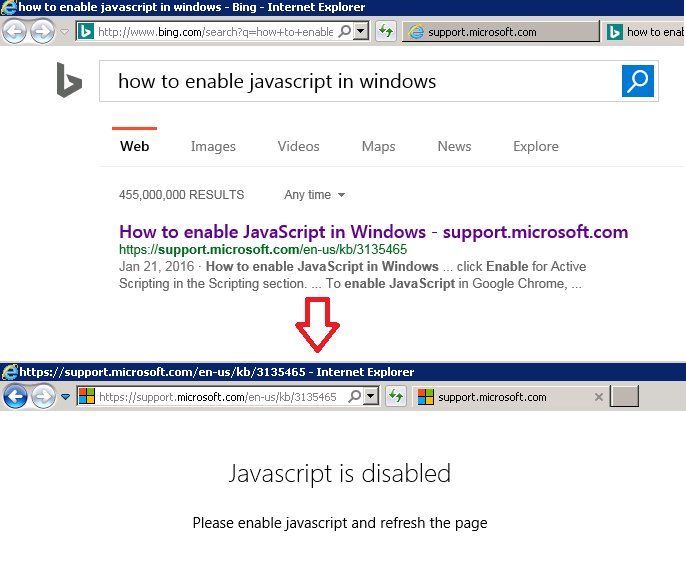 how to enable javascript in windows - Bing - Internet Explorer
http://www.bing.com/search?q=how+to+enable
support.microsoft.com
how to enab
how to enable javascript in windows
Web Images Videos Maps News Explore
455,000,000 RESULTS Any time
How to enable JavaScript in Windows - support.microsoft.com
https://support.microsoft.com/en-us/kb/3135465
Jan 21, 2016 · How to enable JavaScript in Windows ... click Enable for Active
Scripting in the Scripting section. ... To enable JavaScript in Google Chrome, ...
https://support.microsoft.com/en-us/kb/3135465 - Internet Explorer
https://support.microsoft.com/en-us/kb/3135465
support.microsoft.com
Javascript is disabled
Please enable javascript and refresh the page